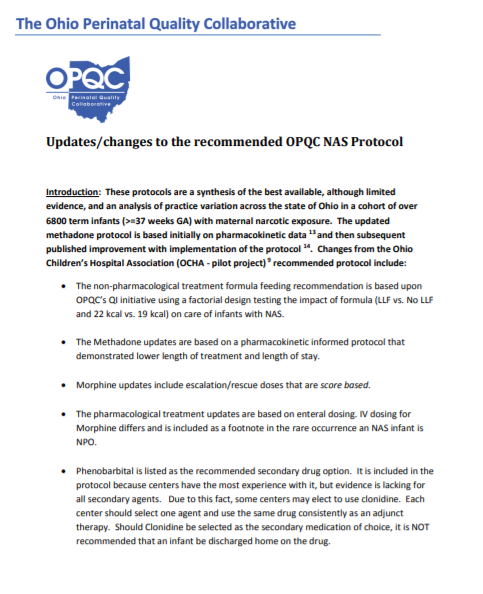 The Ohio Perinatal Quality Collaborative
OPQC
Ohio Perinatal Quality
Collaborative
Updates/changes to the recommended OPQC NAS Protocol
Introduction: These protocols are a synthesis of the best available, although limited
evidence, and an analysis of practice variation across the state of Ohio in a cohort of over
6800 term infants (>=37 weeks GA) with maternal narcotic exposure. The updated
methadone protocol is based initially on pharmacokinetic data 13 and then subsequent
published improvement with implementation of the protocol 14. Changes from the Ohio
Children's Hospital Association (OCHA - pilot project) 9 recommended protocol include:
• The non-pharmacological treatment formula feeding recommendation is based upon
OPQC's QI initiative using a factorial design testing the impact of formula (LLF vs. No LLF
and 22 kcal vs. 19 kcal) on care of infants with NAS.
• The Methadone updates are based on a pharmacokinetic informed protocol that
demonstrated lower length of treatment and length of stay.
• Morphine updates include escalation/rescue doses that are score based.
• The pharmacological treatment updates are based on enteral dosing. IV dosing for
Morphine differs and is included as a footnote in the rare occurrence an NAS infant is
NPO.
• Phenobarbital is listed as the recommended secondary drug option. It is included in the
protocol because centers have the most experience with it, but evidence is lacking for
all secondary agents. Due to this fact, some centers may elect to use clonidine. Each
center should select one agent and use the same drug consistently as an adjunct
therapy. Should Clonidine be selected as the secondary medication of choice, it is NOT
recommended that an infant be discharged home on the drug.